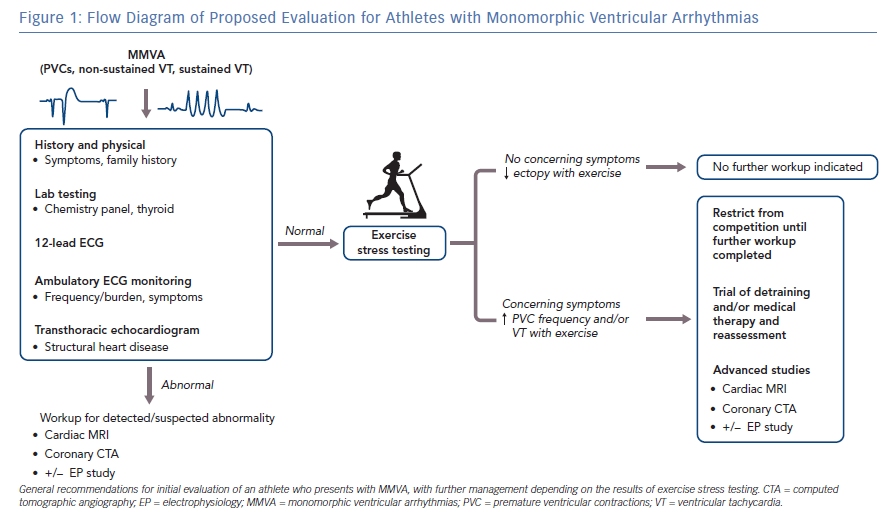 Figure 1: Flow Diagram of Proposed Evaluation for Athletes with Monomorphic Ventricular Arrhythmias
MMVA
(PVCs, non-sustained VT, sustained VT)
History and physical
• Symptoms, family history
Lab testing
• Chemistry panel, thyroid
12-lead ECG
Ambulatory ECG monitoring
• Frequency/burden, symptoms
Transthoracic echocardiogram
• Structural heart disease
Abnormal
Workup for detected/suspected abnormality
• Cardiac MRI
• Coronary CTA
• +/– EP study
Normal
Exercise
stress testing
No concerning symptoms
↓ ectopy with exercise
No further workup indicated
Concerning symptoms
↑ PVC frequency and/or
VT with exercise
Restrict from
competition until
further workup
completed
Trial of detraining
and/or medical
therapy and
reassessment
Advanced studies
• Cardiac MRI
• Coronary CTA
• +/– EP study
General recommendations for initial evaluation of an athlete who presents with MMVA, with further management depending on the results of exercise stress testing. CTA = computed
tomographic angiography; EP = electrophysiology; MMVA = monomorphic ventricular arrhythmias; PVC = premature ventricular contractions; VT = ventricular tachycardia.